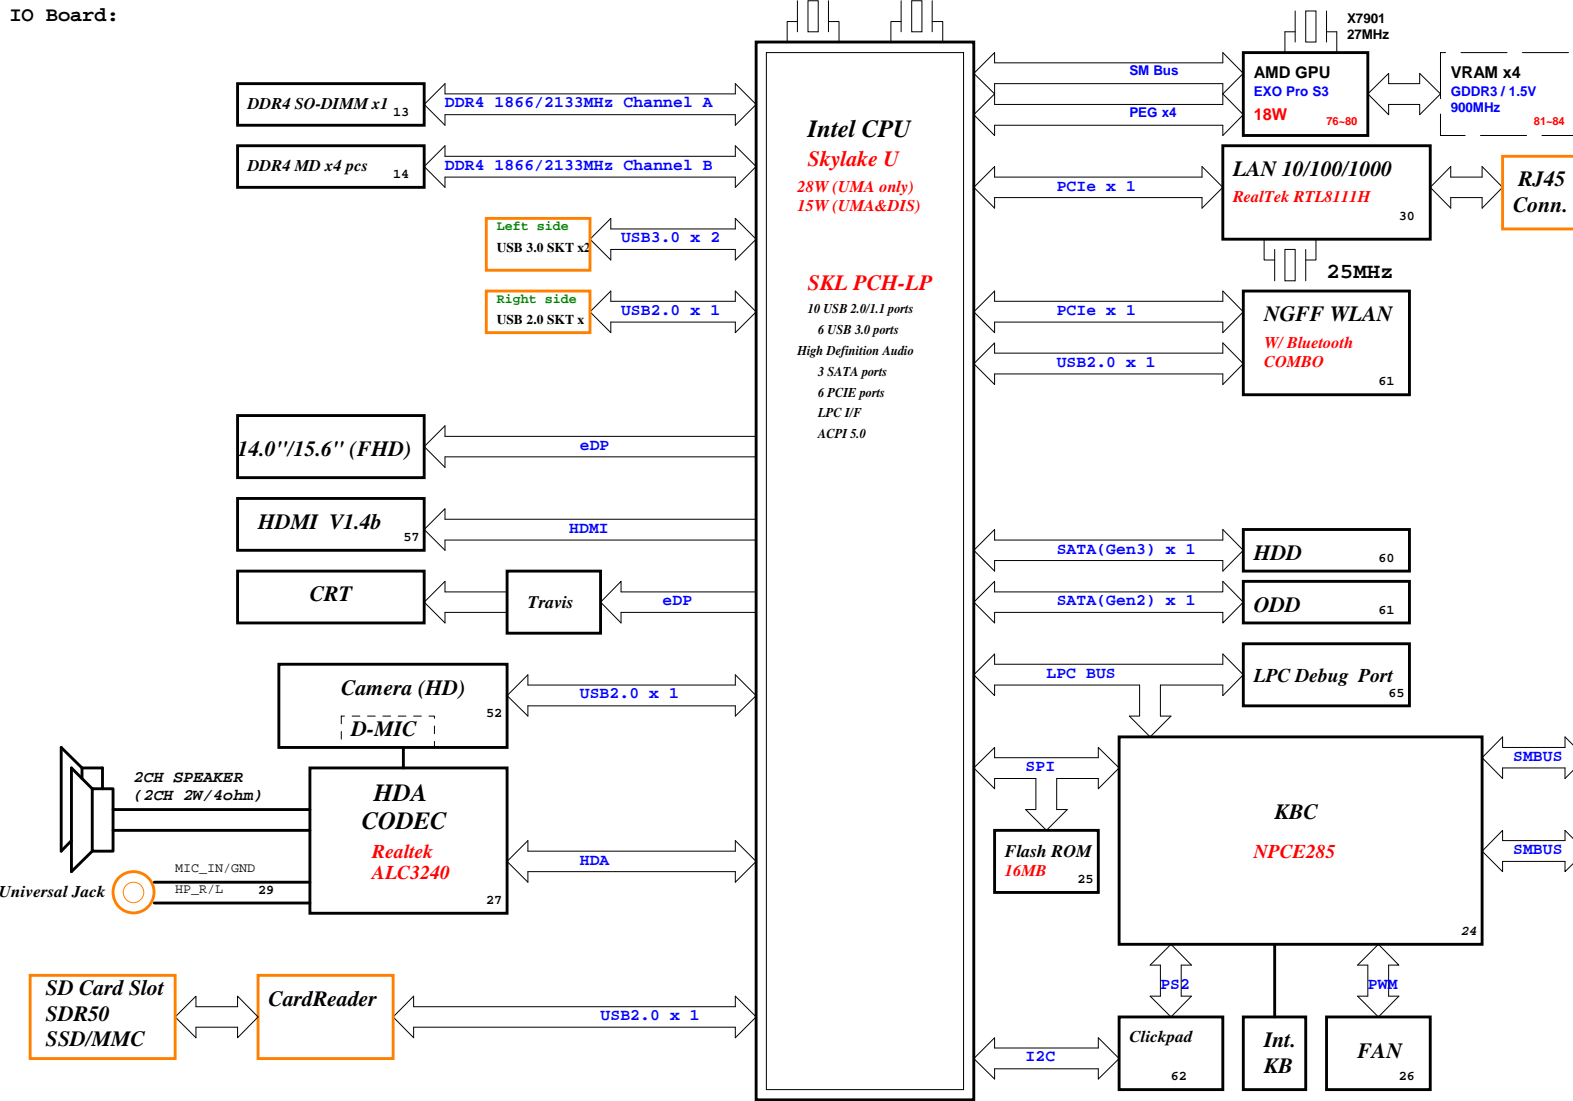 IO Board:
X7901
27MHz
SM Bus
PEG x4
AMD GPU
EXO Pro S3
18W
76~80
VRAM x4
GDDR3 / 1.5V
900MHz
81~84
DDR4 SO-DIMM x1
13
DDR4 1866/2133MHz Channel A
DDR4 MD x4 pcs
14
DDR4 1866/2133MHz Channel B
Intel CPU
Skylake U
28W (UMA only)
15W (UMA&DIS)
PCIe x 1
LAN 10/100/1000
RealTek RTL8111H
30
RJ45
Conn.
Left side
USB 3.0 SKT x2
USB3.0 x 2
25MHz
Right side
USB 2.0 SKT x
USB2.0 x 1
SKL PCH-LP
10 USB 2.0/1.1 ports
6 USB 3.0 ports
High Definition Audio
3 SATA ports
6 PCIE ports
LPC I/F
ACPI 5.0
PCIe x 1
USB2.0 x 1
NGFF WLAN
W/ Bluetooth
COMBO
61
14.0''/15.6'' (FHD)
eDP
HDMI V1.4b
57
HDMI
CRT
Travis
eDP
SATA(Gen3) x 1
HDD
60
SATA(Gen2) x 1
ODD
61
LPC BUS
LPC Debug Port
65
Camera (HD)
52
D-MIC
USB2.0 x 1
2CH SPEAKER
(2CH 2W/4ohm)
HDA
CODEC
Realtek
ALC3240
27
HDA
MIC_IN/GND
HP_R/L
29
Universal Jack
SPI
Flash ROM
16MB
25
KBC
NPCE285
24
SMBUS
SMBUS
SD Card Slot
SDR50
SSD/MMC
CardReader
USB2.0 x 1
PS2
PWM
I2C
Clickpad
62
Int.
KB
FAN
26